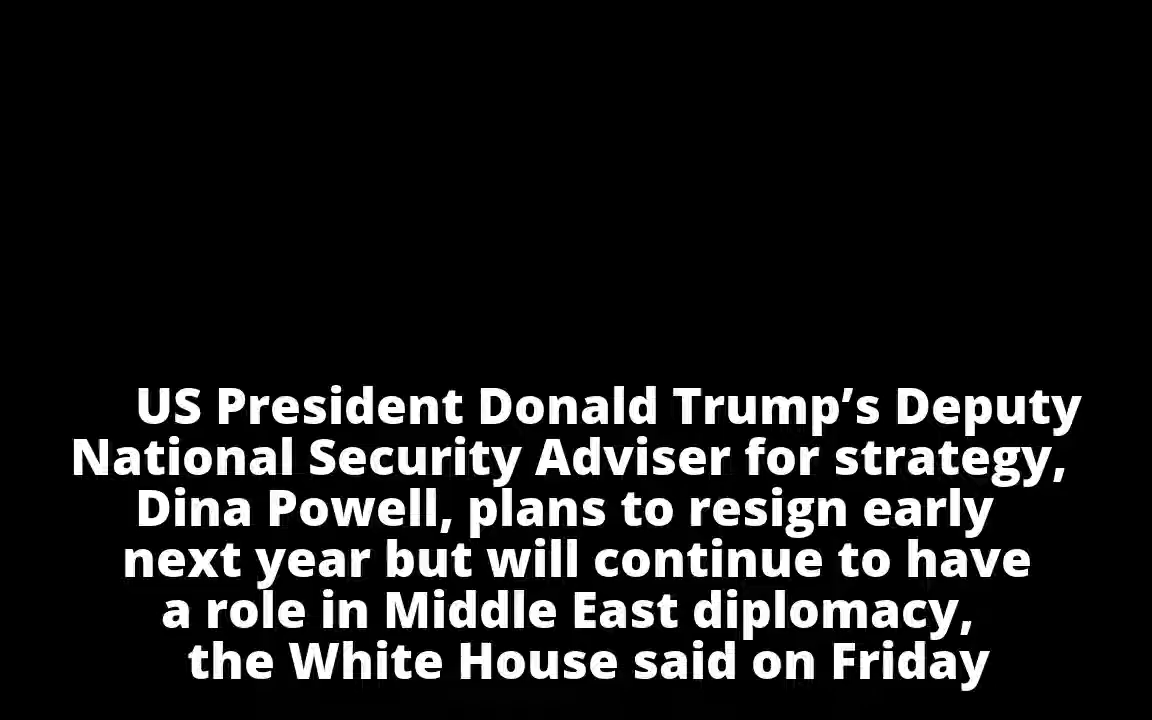 US President Donald Trump’s Deputy
National Security Adviser for strategy,
Dina Powell, plans to resign early
next year but will continue to have
a role in Middle East diplomacy,
the White House said on Friday